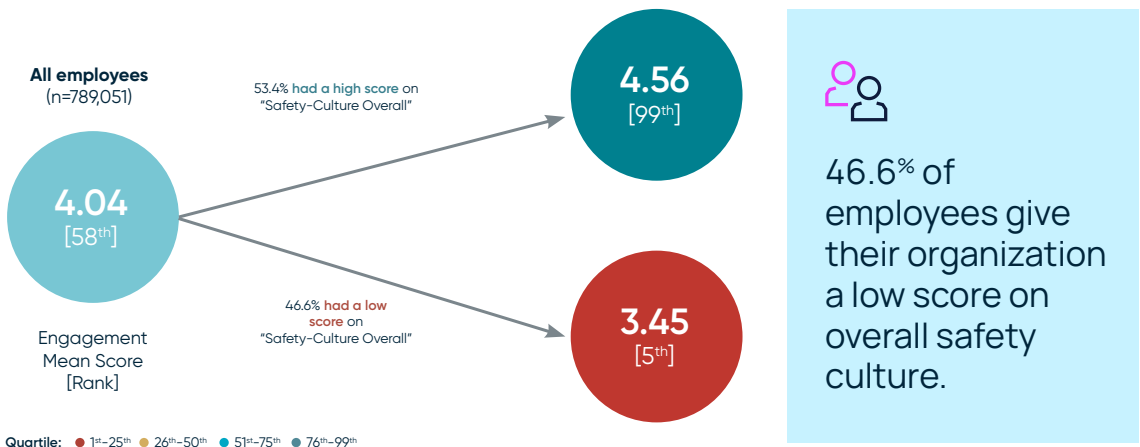 All employees
(n=789,051)
4.04
[58th]
Engagement
Mean Score
[Rank]
53.4% had a high score on
“Safety-Culture Overall”
46.6% had a low
score on
“Safety-Culture Overall”
4.56
[99th]
3.45
[5th]
46.6% of
employees give
their organization
a low score on
overall safety
culture.
Quartile: 1st-25th 26th-50th 51st-75th 76th-99th